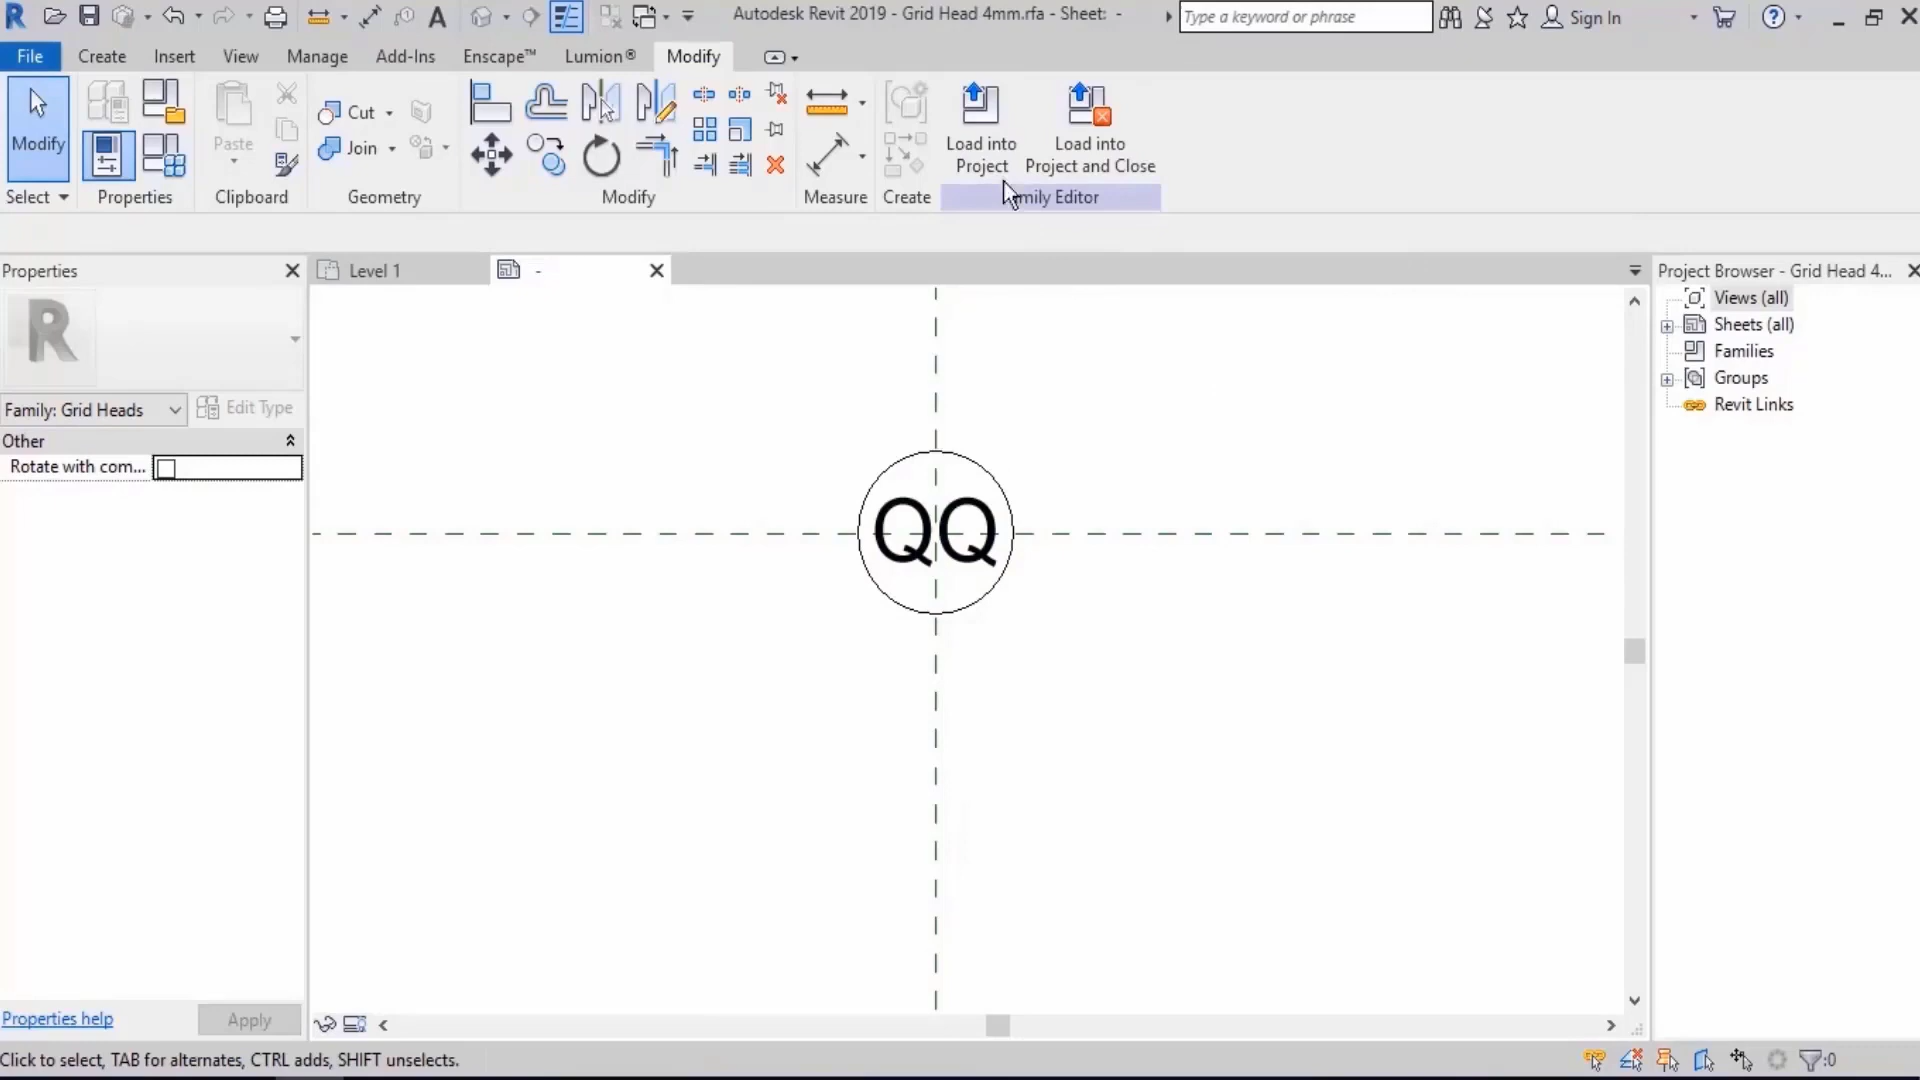 Autodesk Revit 2019 - Grid Head 4mm.rfa - Sheet: -
Type a keyword or phrase
Sign In
File
Create
Insert
View
Manage
Add-Ins
Enscape™
Lumion®
Modify
Modify
Paste
Cut
Join
Load into
Project
Load into
Project and Close
Select
Properties
Clipboard
Geometry
Modify
Measure
Create
mily Editor
Properties
Level 1
-
Project Browser - Grid Head 4...
Views (all)
Sheets (all)
Families
Groups
Revit Links
Family: Grid Heads
Edit Type
Other
Rotate with com...
QQ
Properties help
Apply
Click to select, TAB for alternates, CTRL adds, SHIFT unselects.
:0